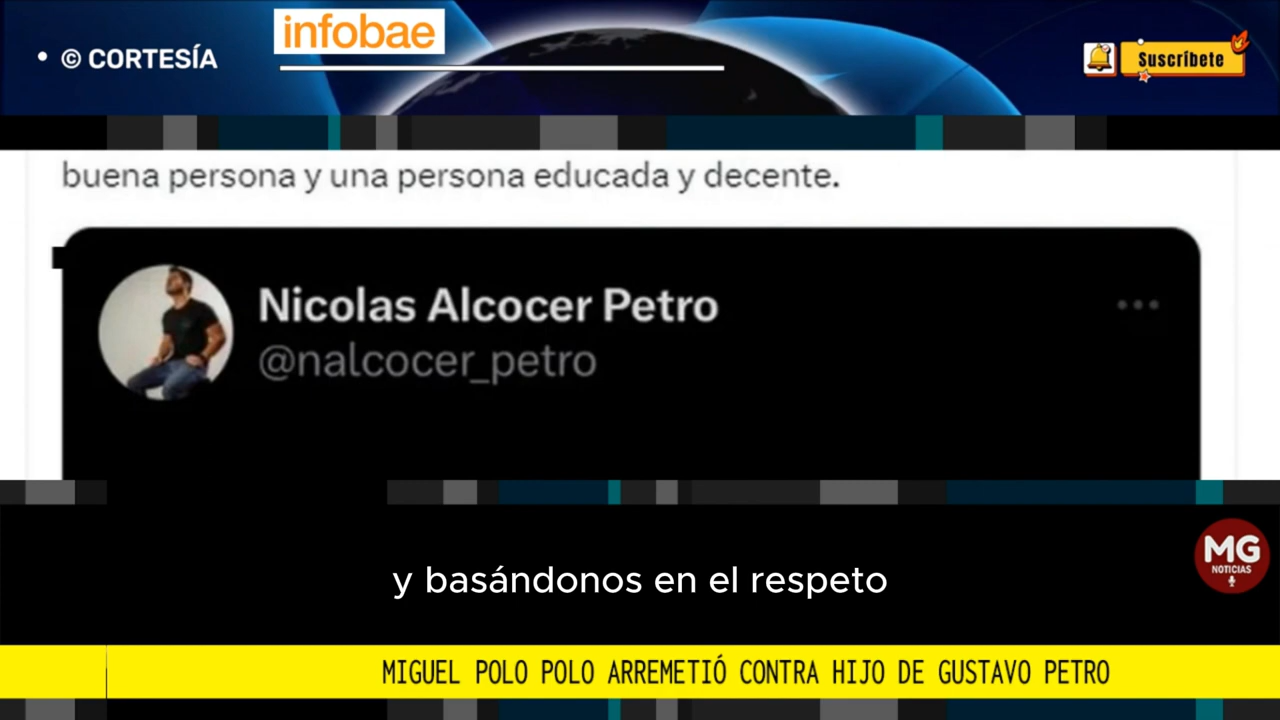 © CORTESÍA
infobae
Suscríbete
buena persona y una persona educada y decente.
Nicolas Alcocer Petro
@nalcocer_petro
y basándonos en el respeto
MG
NOTICIAS
MIGUEL POLO POLO ARREMETIÓ CONTRA HIJO DE GUSTAVO PETRO